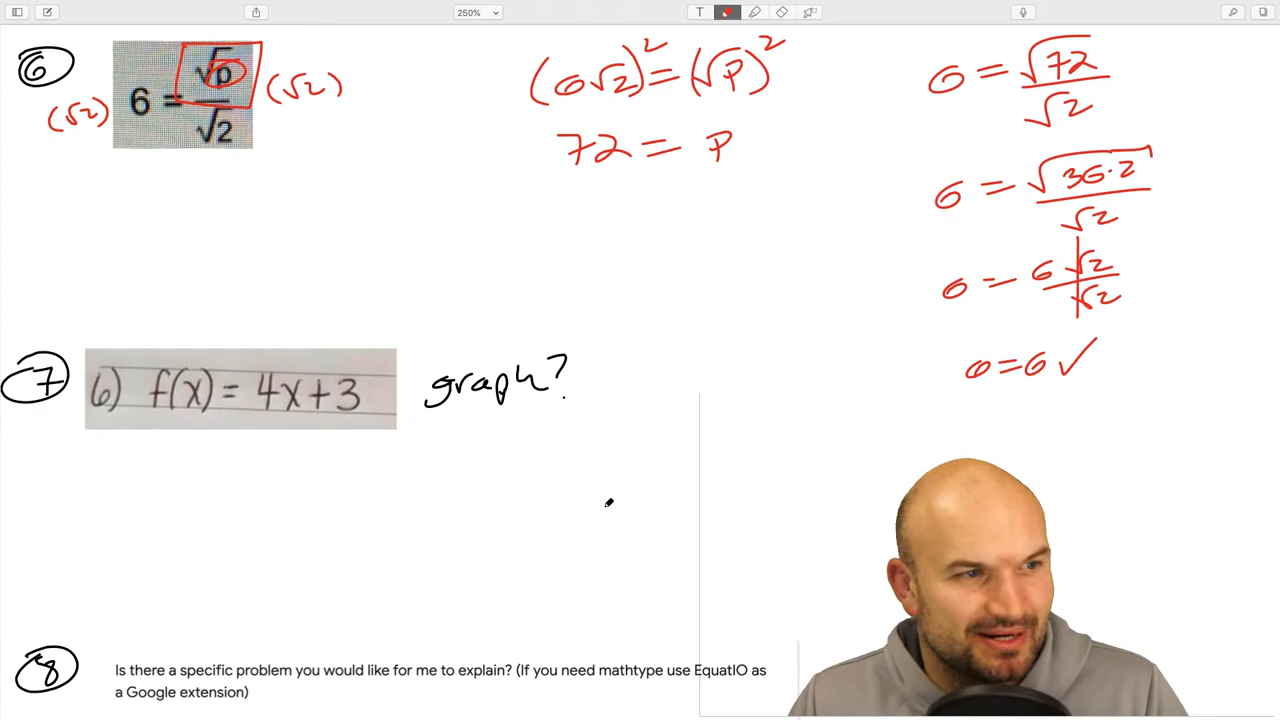 250%
T
6
(√2) 6 = √p/√2 (√2)
(6√2)² = (√P)²
72 = P
6 = √72/√2
6 = √36·2/√2
6 = 6√2/√2
6=6 ✓
7
6) f(x) = 4x+3 graph?
8
Is there a specific problem you would like for me to explain? (If you need mathtype use EquatIO as
a Google extension)